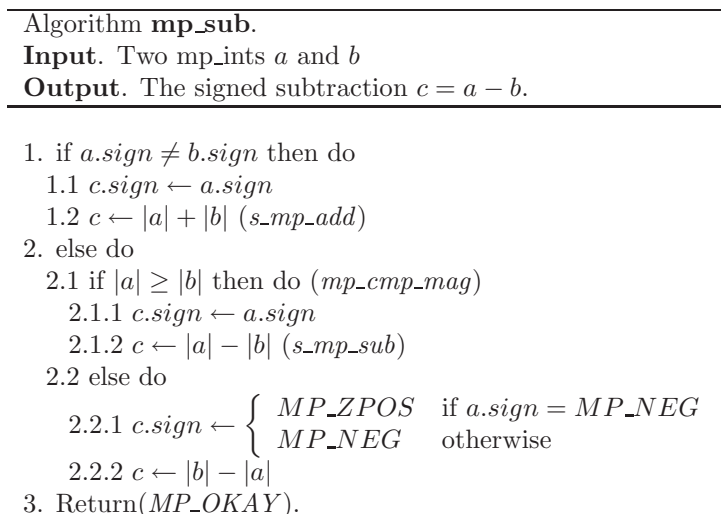 Algorithm mp_sub.
Input. Two mp_ints a and b
Output. The signed subtraction c = a − b.
1. if a.sign ≠ b.sign then do
1.1 c.sign ← a.sign
1.2 c ← |a| + |b| (s_mp_add)
2. else do
2.1 if |a| ≥ |b| then do (mp_cmp_mag)
2.1.1 c.sign ← a.sign
2.1.2 c ← |a| − |b| (s_mp_sub)
2.2 else do
2.2.1 c.sign ← { MP_ZPOS if a.sign = MP_NEG
MP_NEG otherwise
2.2.2 c ← |b| − |a|
3. Return(MP_OKAY).